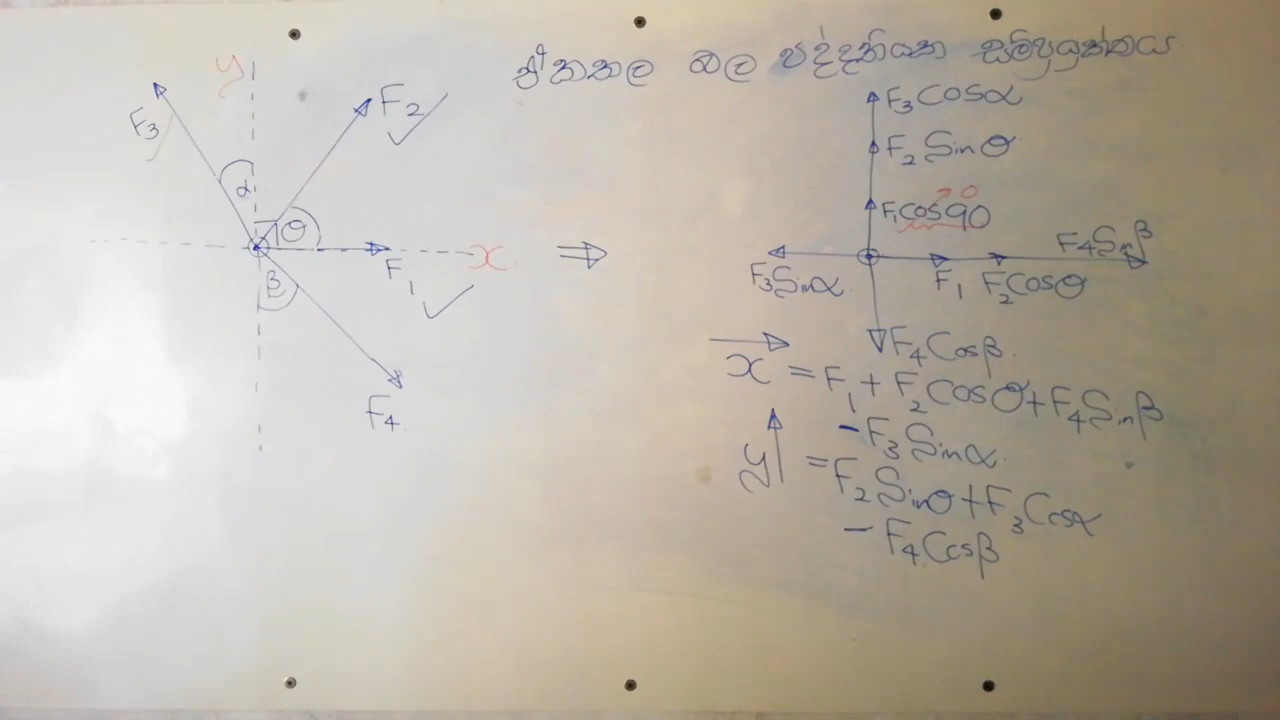 ඒකතල බල පද්දතියක සම්ප්‍රයුක්තය
y
F3
F2
α
θ
x
F1
β
F4
⇒
F3 Cosα
F2 Sinθ
F1 Cos90 0
F4 Sinβ
F3 Sinα
F1
F2 Cosθ
F4 Cosβ
x = F1 + F2 Cosθ + F4 Sinβ
- F3 Sinα
y = F2 Sinθ + F3 Cosα
- F4 Cosβ